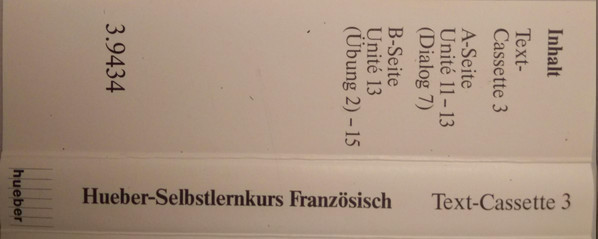 Inhalt
Text-
Cassette 3
A-Seite
Unité 11–13
(Dialog 7)
B-Seite
Unité 13
(Übung 2) – 15
3.9434
hueber
Hueber-Selbstlernkurs Französisch
Text-Cassette 3